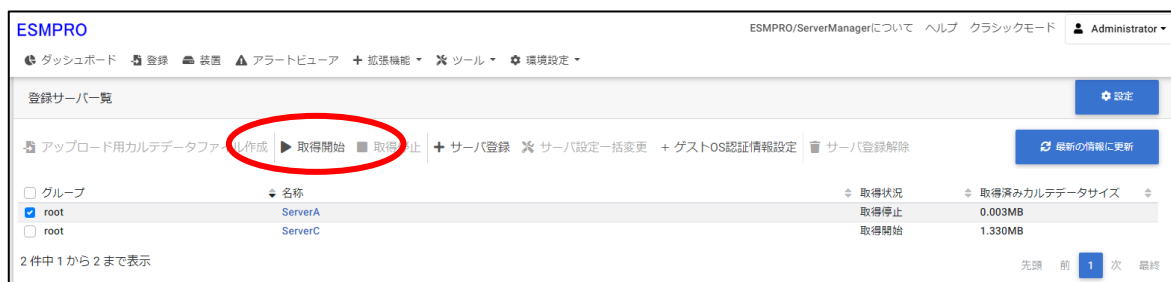 ESMPRO ESMPRO/ServerManagerについて ヘルプ クラシックモード Administrator
ダッシュボード 登録 装置 アラートビューア 拡張機能 ツール 環境設定
登録サーバ一覧 設定
アップロード用カルテデータファイル作成 取得開始 取得停止 + サーバ登録 サーバ設定一括変更 + ゲストOS認証情報設定 サーバ登録解除 最新の情報に更新
グループ 名称 取得状況 取得済みカルテデータサイズ
root ServerA 取得停止 0.003MB
root ServerC 取得開始 1.330MB
2 件中 1 から 2 まで表示 先頭 前 1 次 最終